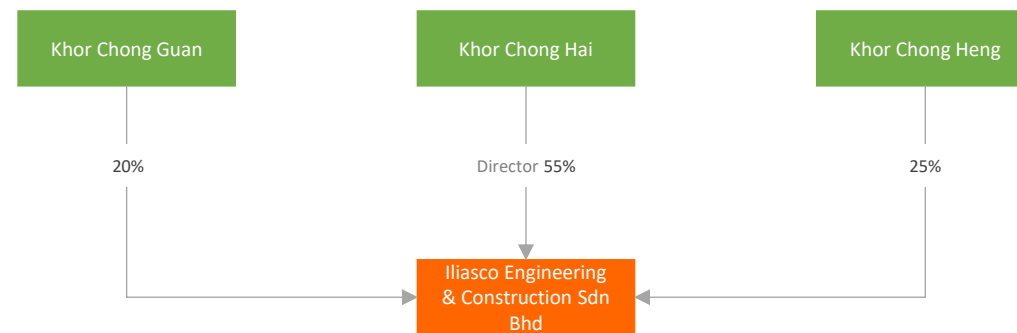 Khor Chong Guan
Khor Chong Hai
Khor Chong Heng
20%
Director 55%
25%
Iliasco Engineering
& Construction Sdn
Bhd